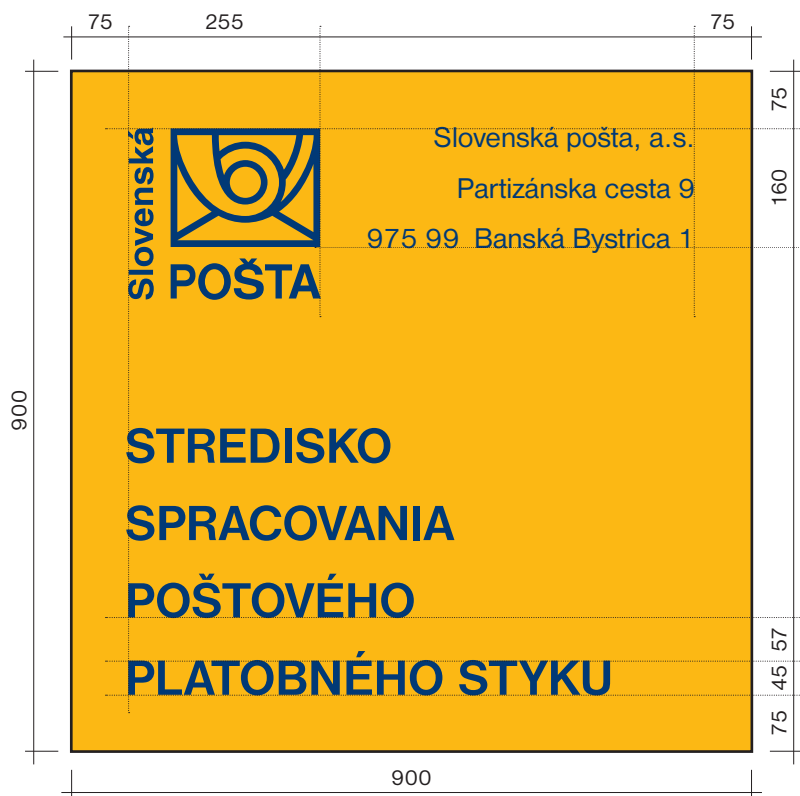 75 255 75
Slovenská
POŠTA
Slovenská pošta, a.s.
Partizánska cesta 9
975 99 Banská Bystrica 1
75
160
900
STREDISKO
SPRACOVANIA
POŠTOVÉHO
PLATOBNÉHO STYKU
57
45
75
900